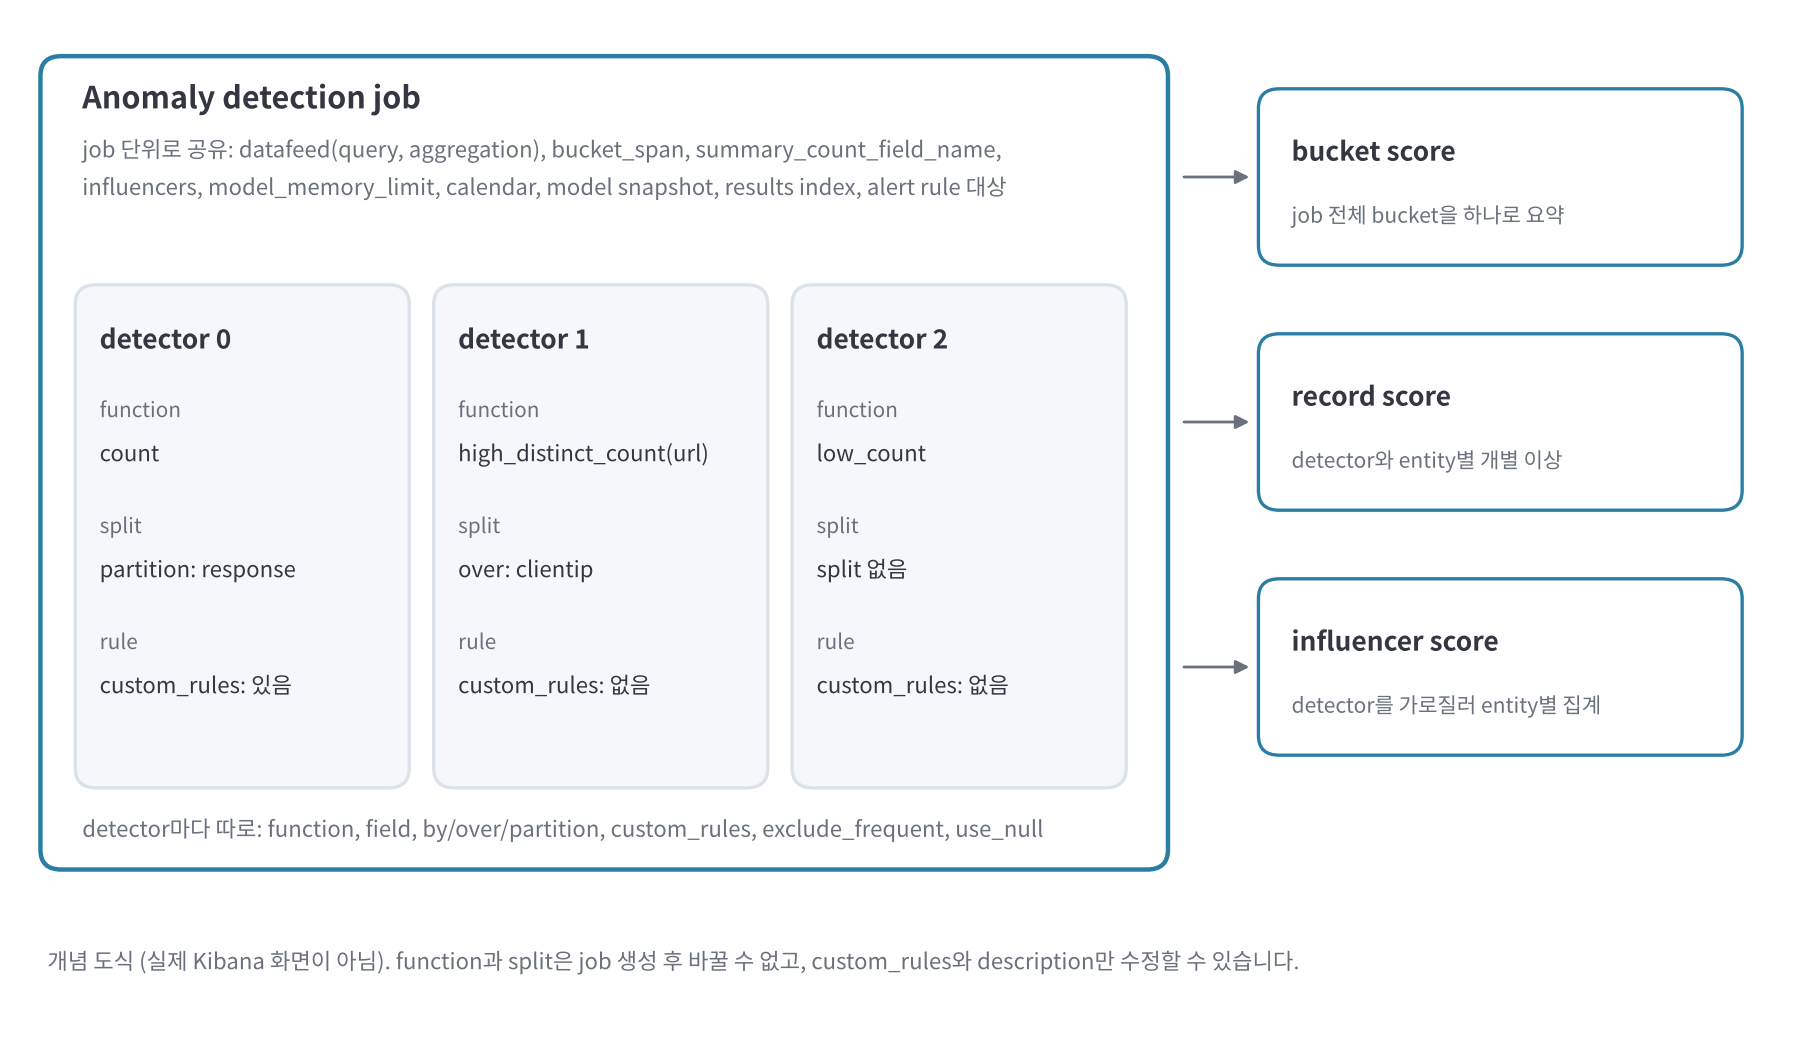 Anomaly detection job
job 단위로 공유: datafeed(query, aggregation), bucket_span, summary_count_field_name,
influencers, model_memory_limit, calendar, model snapshot, results index, alert rule 대상
detector 0
function
count
split
partition: response
rule
custom_rules: 있음
detector 1
function
high_distinct_count(url)
split
over: clientip
rule
custom_rules: 없음
detector 2
function
low_count
split
split 없음
rule
custom_rules: 없음
detector마다 따로: function, field, by/over/partition, custom_rules, exclude_frequent, use_null
bucket score
job 전체 bucket을 하나로 요약
record score
detector와 entity별 개별 이상
influencer score
detector를 가로질러 entity별 집계
개념 도식 (실제 Kibana 화면이 아님). function과 split은 job 생성 후 바꿀 수 없고, custom_rules와 description만 수정할 수 있습니다.